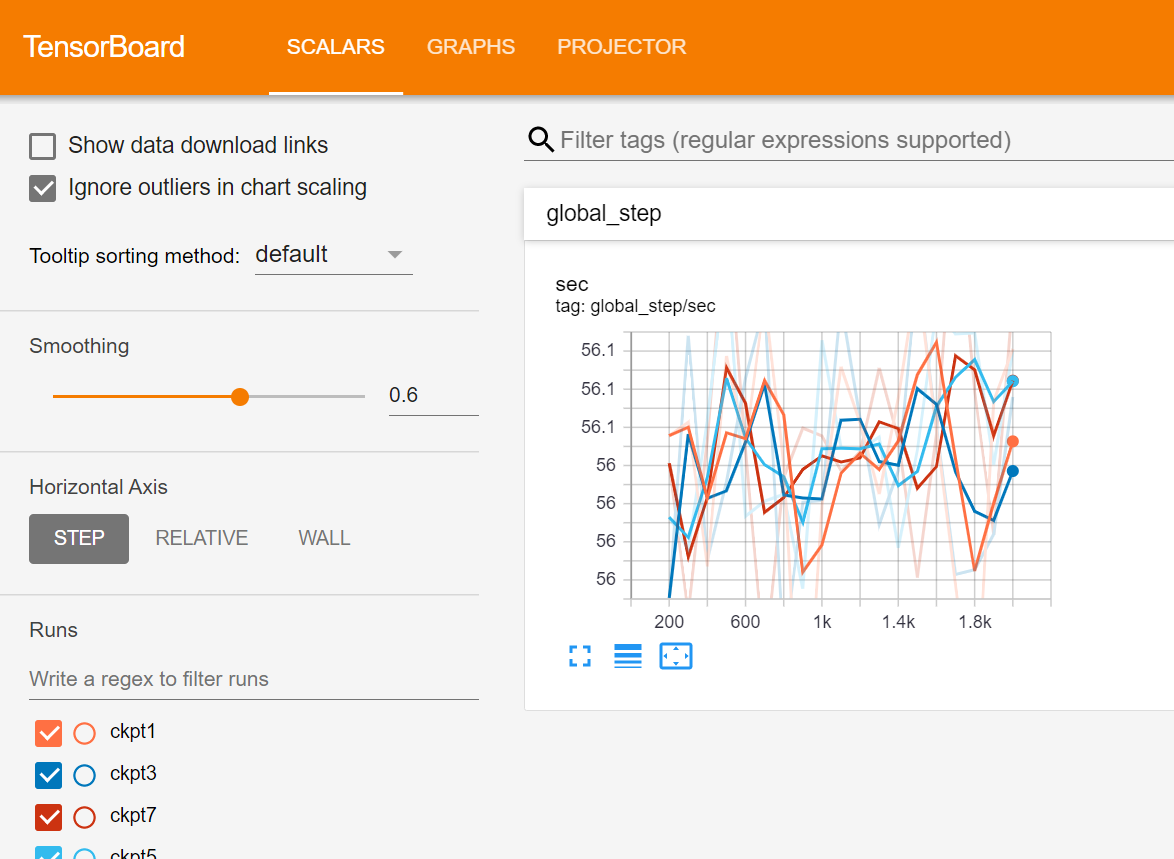 TensorBoard SCALARS GRAPHS PROJECTOR
Show data download links
Ignore outliers in chart scaling
Tooltip sorting method: default
Smoothing
0.6
Horizontal Axis
STEP RELATIVE WALL
Runs
Write a regex to filter runs
ckpt1
ckpt3
ckpt7
ckpt5
Filter tags (regular expressions supported)
global_step
sec
tag: global_step/sec
56.1
56.1
56.1
56
56
56
56
200 600 1k 1.4k 1.8k